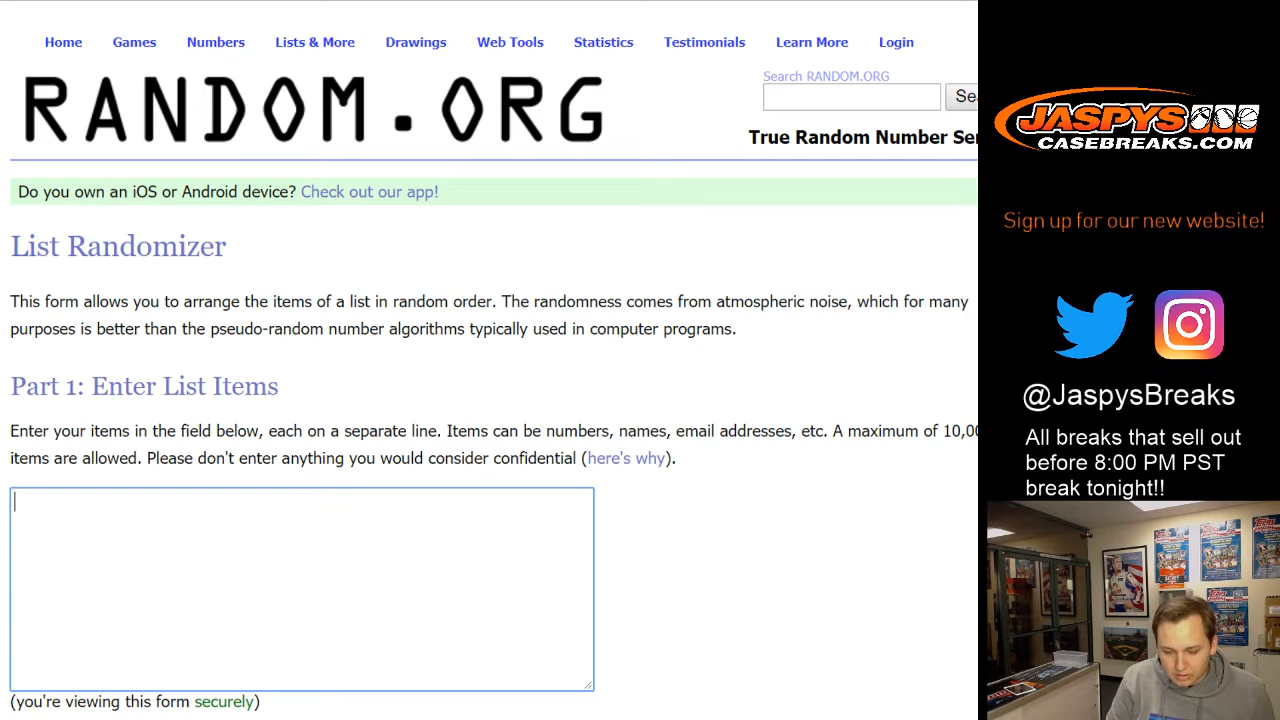 Home Games Numbers Lists & More Drawings Web Tools Statistics Testimonials Learn More Login
RANDOM.ORG
Search RANDOM.ORG
Sea
True Random Number Ser
Do you own an iOS or Android device? Check out our app!
List Randomizer
This form allows you to arrange the items of a list in random order. The randomness comes from atmospheric noise, which for many
purposes is better than the pseudo-random number algorithms typically used in computer programs.
Part 1: Enter List Items
Enter your items in the field below, each on a separate line. Items can be numbers, names, email addresses, etc. A maximum of 10,00
items are allowed. Please don't enter anything you would consider confidential (here's why).
(you're viewing this form securely)
JASPYS
CASEBREAKS.COM
Sign up for our new website!
@JaspysBreaks
All breaks that sell out
before 8:00 PM PST
break tonight!!